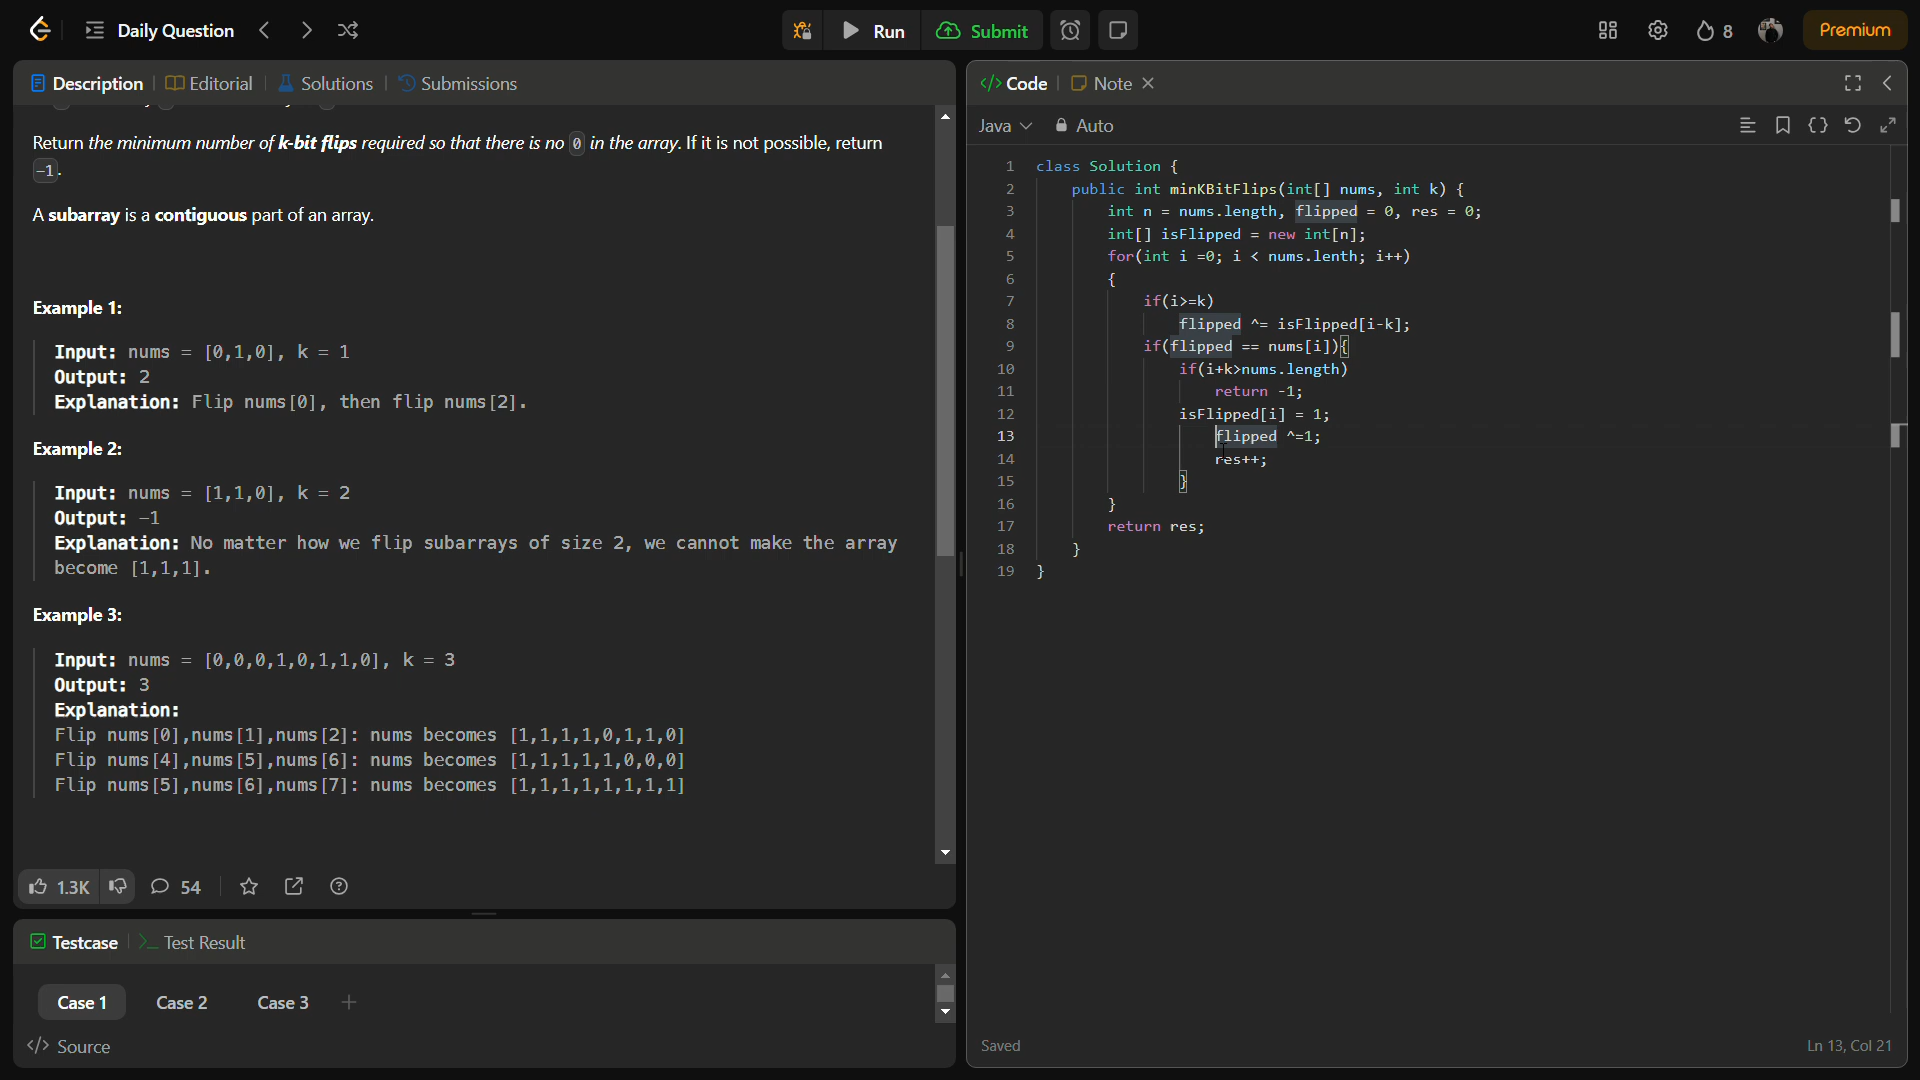 Daily Question
Run
Submit
8
Premium
Description
Editorial
Solutions
Submissions
Return the minimum number of k-bit flips required so that there is no 0 in the array. If it is not possible, return
-1.
A subarray is a contiguous part of an array.
Example 1:
Input: nums = [0,1,0], k = 1
Output: 2
Explanation: Flip nums[0], then flip nums[2].
Example 2:
Input: nums = [1,1,0], k = 2
Output: -1
Explanation: No matter how we flip subarrays of size 2, we cannot make the array
become [1,1,1].
Example 3:
Input: nums = [0,0,0,1,0,1,1,0], k = 3
Output: 3
Explanation:
Flip nums[0],nums[1],nums[2]: nums becomes [1,1,1,1,0,1,1,0]
Flip nums[4],nums[5],nums[6]: nums becomes [1,1,1,1,1,0,0,0]
Flip nums[5],nums[6],nums[7]: nums becomes [1,1,1,1,1,1,1,1]
1.3K
54
Testcase
>_ Test Result
Case 1
Case 2
Case 3
+
</> Source
</> Code
Note
Java
Auto
1 class Solution {
2 public int minKBitFlips(int[] nums, int k) {
3 int n = nums.length, flipped = 0, res = 0;
4 int[] isFlipped = new int[n];
5 for(int i =0; i < nums.lenth; i++)
6 {
7 if(i>=k)
8 flipped ^= isFlipped[i-k];
9 if(flipped == nums[i]){
10 if(i+k>nums.length)
11 return -1;
12 isFlipped[i] = 1;
13 flipped ^=1;
14 res++;
15 }
16 }
17 return res;
18 }
19 }
Saved
Ln 13, Col 21